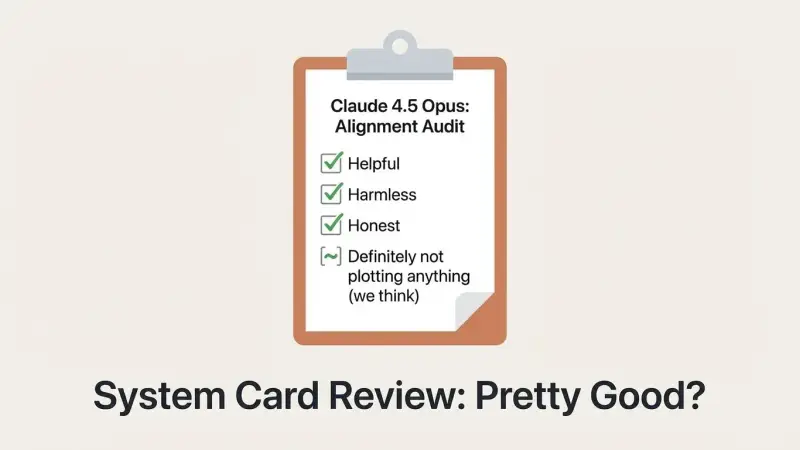 Claude 4.5 Opus:
Alignment Audit
Helpful
Harmless
Honest
[~] Definitely not
plotting anything
(we think)
System Card Review: Pretty Good?